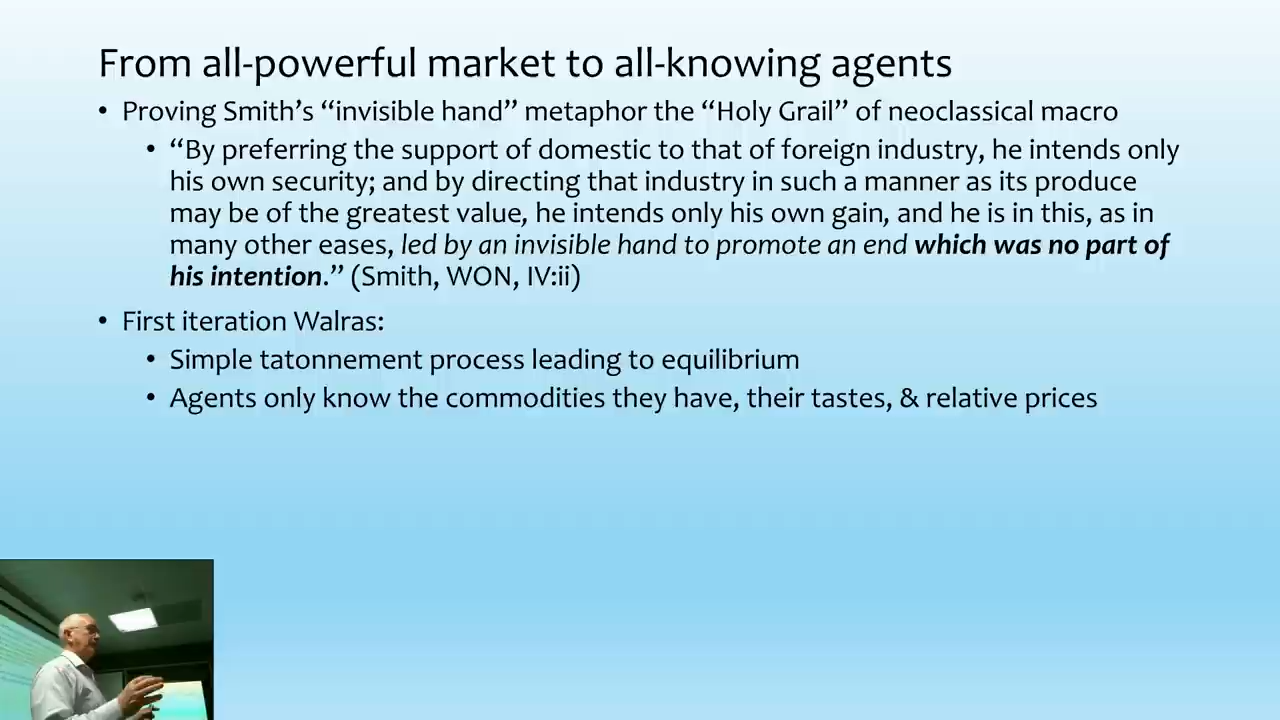 From all-powerful market to all-knowing agents
• Proving Smith’s “invisible hand” metaphor the “Holy Grail” of neoclassical macro
• “By preferring the support of domestic to that of foreign industry, he intends only
his own security; and by directing that industry in such a manner as its produce
may be of the greatest value, he intends only his own gain, and he is in this, as in
many other eases, led by an invisible hand to promote an end which was no part of
his intention.” (Smith, WON, IV:ii)
• First iteration Walras:
• Simple tatonnement process leading to equilibrium
• Agents only know the commodities they have, their tastes, & relative prices